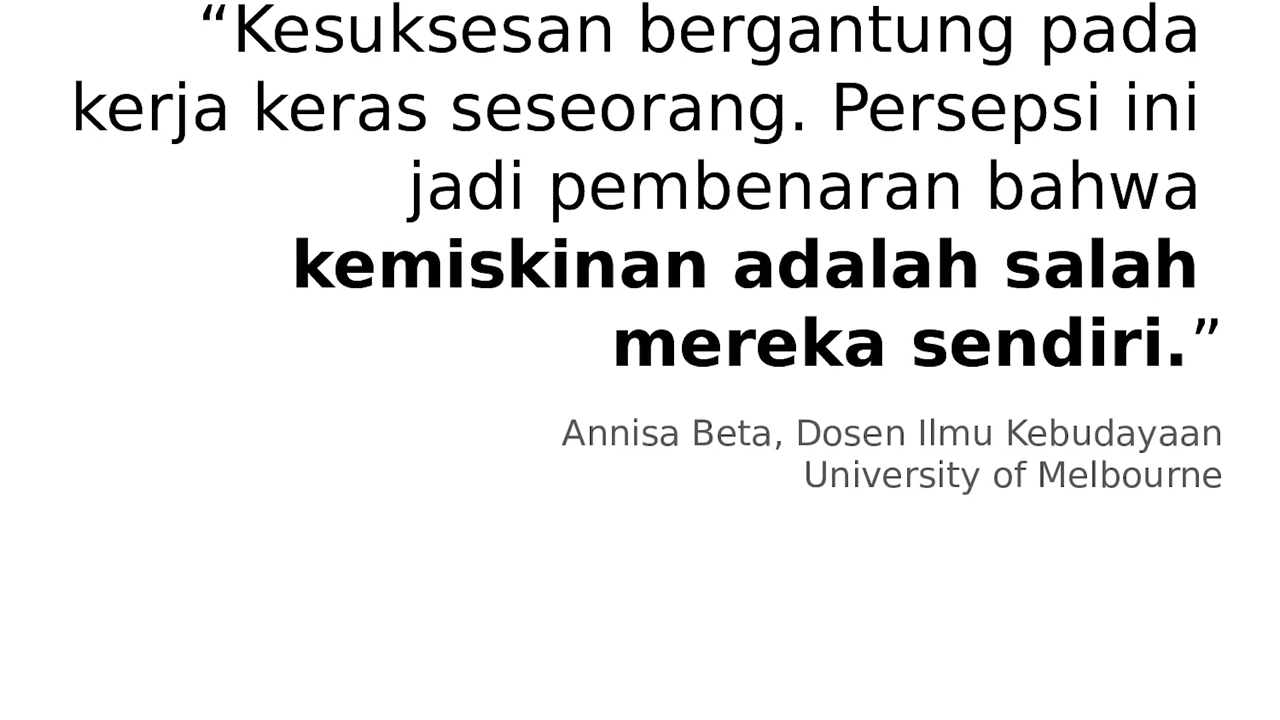 “Kesuksesan bergantung pada
kerja keras seseorang. Persepsi ini
jadi pembenaran bahwa
kemiskinan adalah salah
mereka sendiri.”
Annisa Beta, Dosen Ilmu Kebudayaan
University of Melbourne